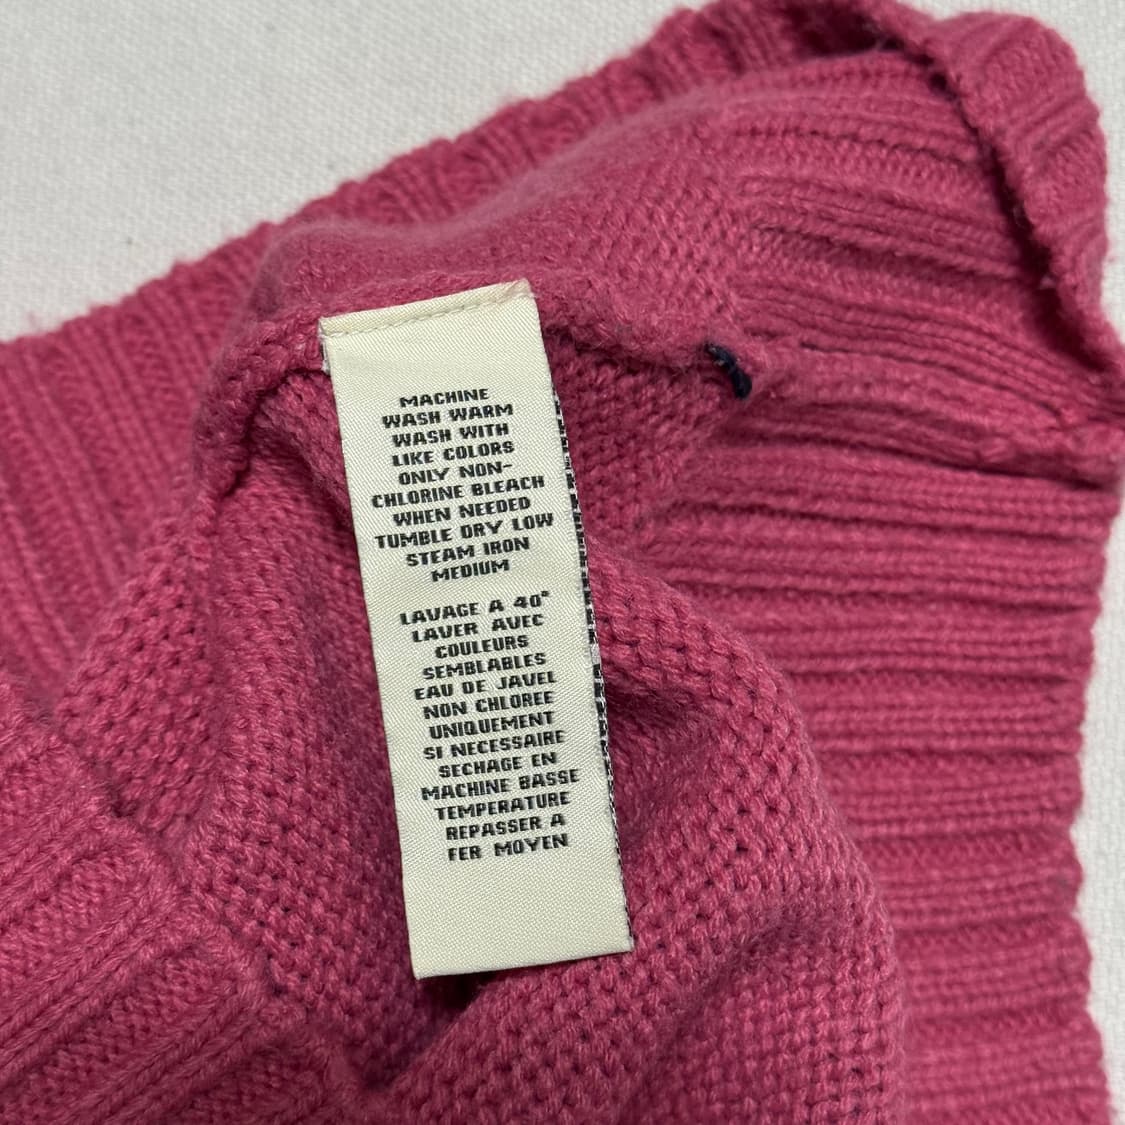 MACHINE
WASH WARM
WASH WITH
LIKE COLORS
ONLY NON-
CHLORINE BLEACH
WHEN NEEDED
TUMBLE DRY LOW
STEAM IRON
MEDIUM
LAVAGE A 40°
LAVER AVEC
COULEURS
SEMBLABLES
EAU DE JAVEL
NON CHLOREE
UNIQUEMENT
SI NECESSAIRE
SECHAGE EN
MACHINE BASSE
TEMPERATURE
REPASSER A
FER MOYEN